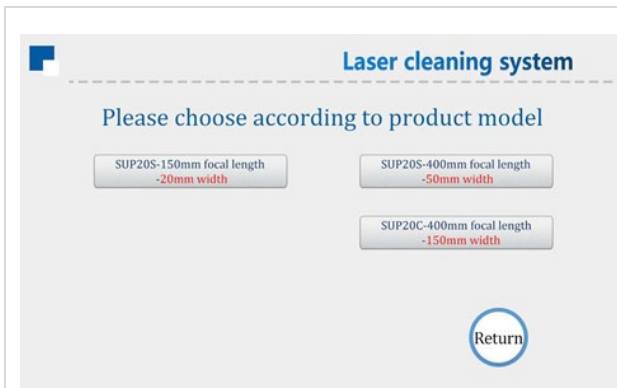 Laser cleaning system
Please choose according to product model
SUP20S-150mm focal length
-20mm width
SUP20S-400mm focal length
-50mm width
SUP20C-400mm focal length
-150mm width
Return